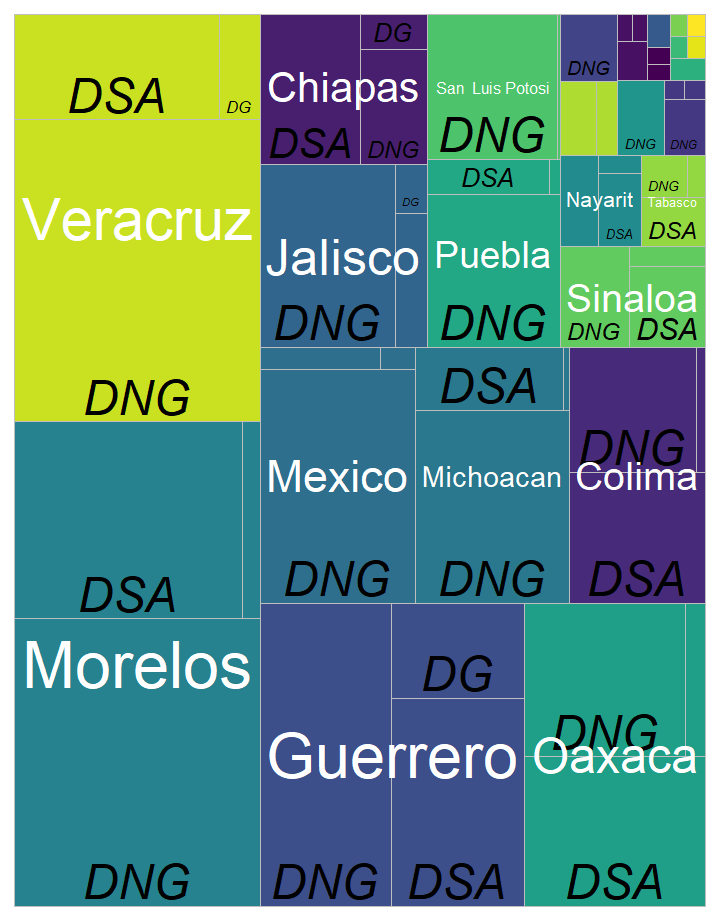 DSA
DG
Veracruz
DNG
DSA
Morelos
DNG
DG
Chiapas
DSA
DNG
DG
Jalisco
DNG
San Luis Potosi
DNG
DSA
Puebla
DNG
DNG
DNG
DNG
Nayarit
DSA
DNG
Tabasco
DSA
Sinaloa
DNG
DSA
Mexico
DNG
DSA
Michoacan
DNG
DNG
Colima
DSA
DG
Guerrero
DNG
DSA
DNG
Oaxaca
DSA